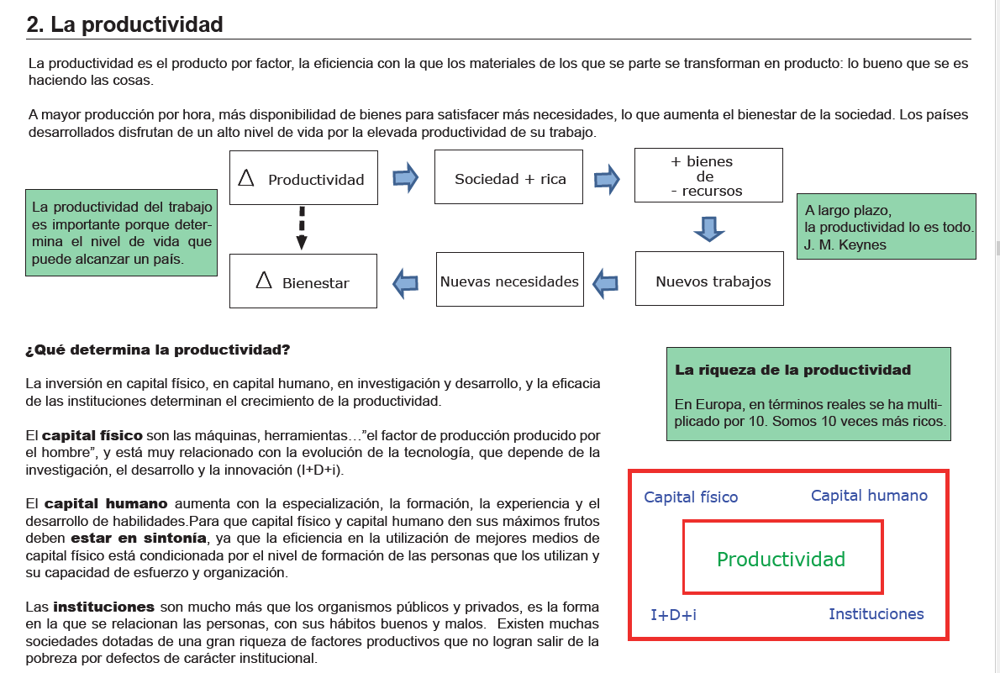 2. La productividad
La productividad es el producto por factor, la eficiencia con la que los materiales de los que se parte se transforman en producto: lo bueno que se es
haciendo las cosas.
A mayor producción por hora, más disponibilidad de bienes para satisfacer más necesidades, lo que aumenta el bienestar de la sociedad. Los países
desarrollados disfrutan de un alto nivel de vida por la elevada productividad de su trabajo.
La productividad del trabajo
es importante porque deter-
mina el nivel de vida que
puede alcanzar un país.
Δ Productividad
Sociedad + rica
+ bienes
de
- recursos
A largo plazo,
la productividad lo es todo.
J. M. Keynes
Δ Bienestar
Nuevas necesidades
Nuevos trabajos
¿Qué determina la productividad?
La inversión en capital físico, en capital humano, en investigación y desarrollo, y la eficacia
de las instituciones determinan el crecimiento de la productividad.
El capital físico son las máquinas, herramientas…”el factor de producción producido por
el hombre”, y está muy relacionado con la evolución de la tecnología, que depende de la
investigación, el desarrollo y la innovación (I+D+i).
El capital humano aumenta con la especialización, la formación, la experiencia y el
desarrollo de habilidades.Para que capital físico y capital humano den sus máximos frutos
deben estar en sintonía, ya que la eficiencia en la utilización de mejores medios de
capital físico está condicionada por el nivel de formación de las personas que los utilizan y
su capacidad de esfuerzo y organización.
Las instituciones son mucho más que los organismos públicos y privados, es la forma
en la que se relacionan las personas, con sus hábitos buenos y malos. Existen muchas
sociedades dotadas de una gran riqueza de factores productivos que no logran salir de la
pobreza por defectos de carácter institucional.
La riqueza de la productividad
En Europa, en términos reales se ha multi-
plicado por 10. Somos 10 veces más ricos.
Capital físico
Capital humano
Productividad
I+D+i
Instituciones